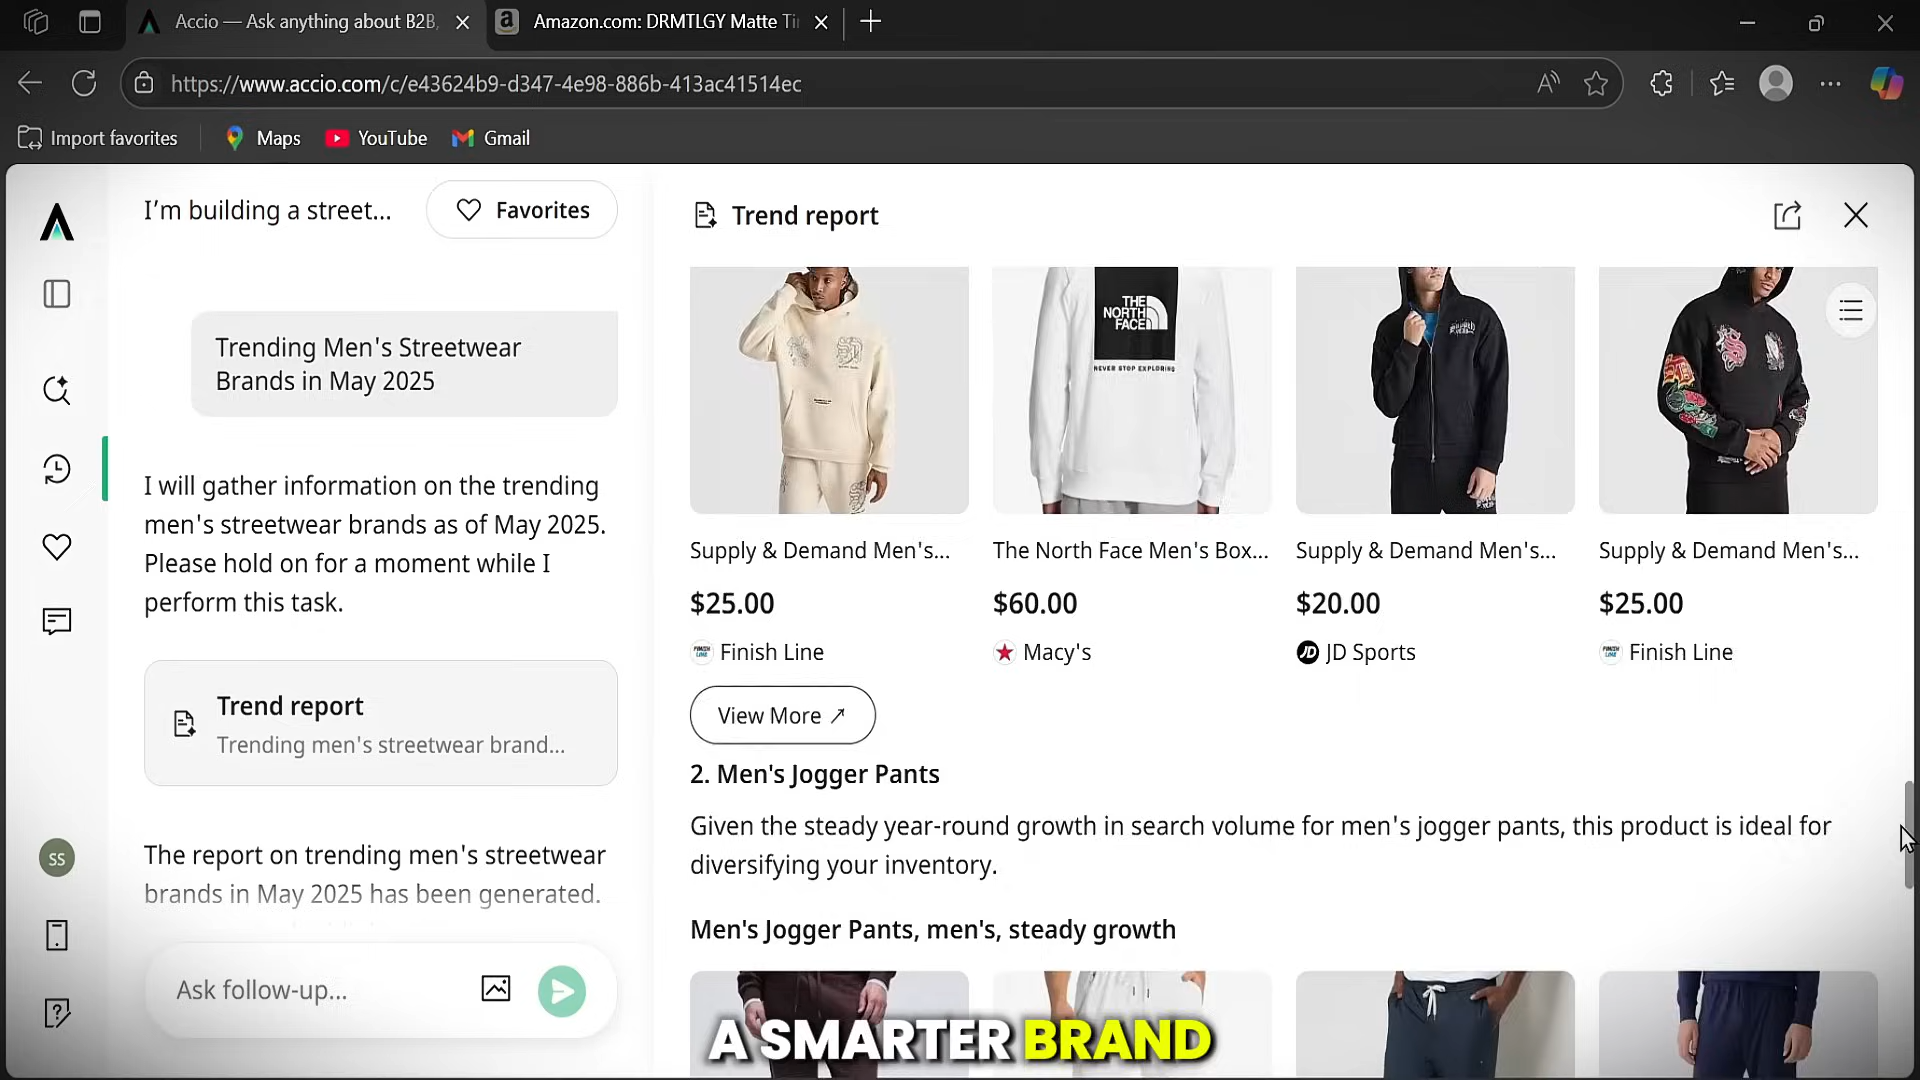 Accio — Ask anything about B2B,
Amazon.com: DRMTLGY Matte Ti
https://www.accio.com/c/e43624b9-d347-4e98-886b-413ac41514ec
Import favorites
Maps
YouTube
Gmail
I'm building a street...
Favorites
Trending Men's Streetwear
Brands in May 2025
I will gather information on the trending
men's streetwear brands as of May 2025.
Please hold on for a moment while I
perform this task.
Trend report
Trending men's streetwear brand...
The report on trending men's streetwear
brands in May 2025 has been generated.
SS
Ask follow-up...
Trend report
THE
NORTH
FACE
NEVER STOP EXPLORING
Supply & Demand Men's...
$25.00
FINISH LINE
Finish Line
The North Face Men's Box...
$60.00
Macy's
Supply & Demand Men's...
$20.00
JD
JD Sports
Supply & Demand Men's...
$25.00
FINISH LINE
Finish Line
View More
2. Men's Jogger Pants
Given the steady year-round growth in search volume for men's jogger pants, this product is ideal for
diversifying your inventory.
Men's Jogger Pants, men's, steady growth
A SMARTER BRAND